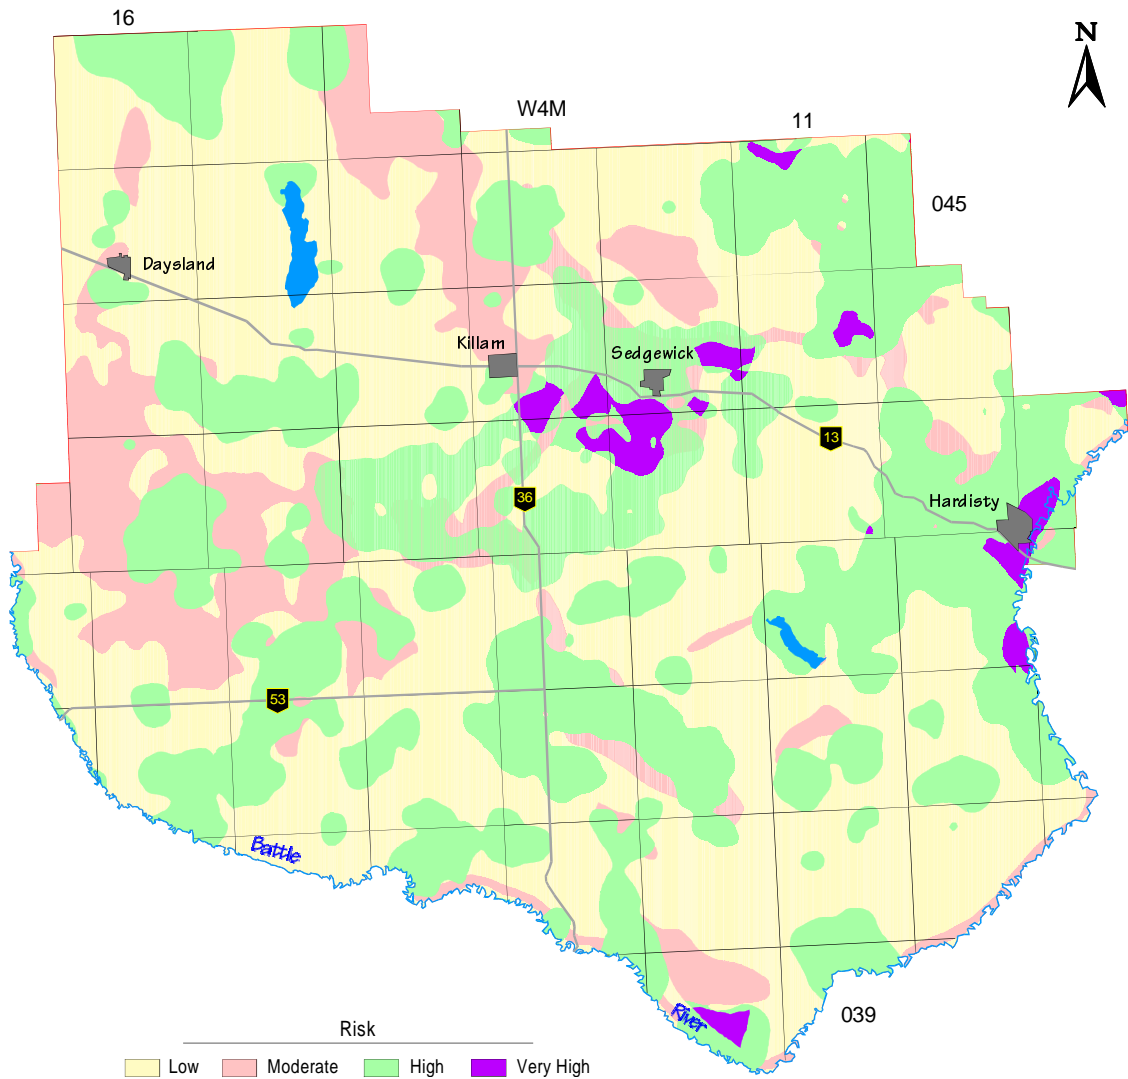 16
N
W4M
11
045
Daysland
Killam
Sedgewick
13
36
Hardisty
53
Battle
River
039
Risk
Low Moderate High Very High